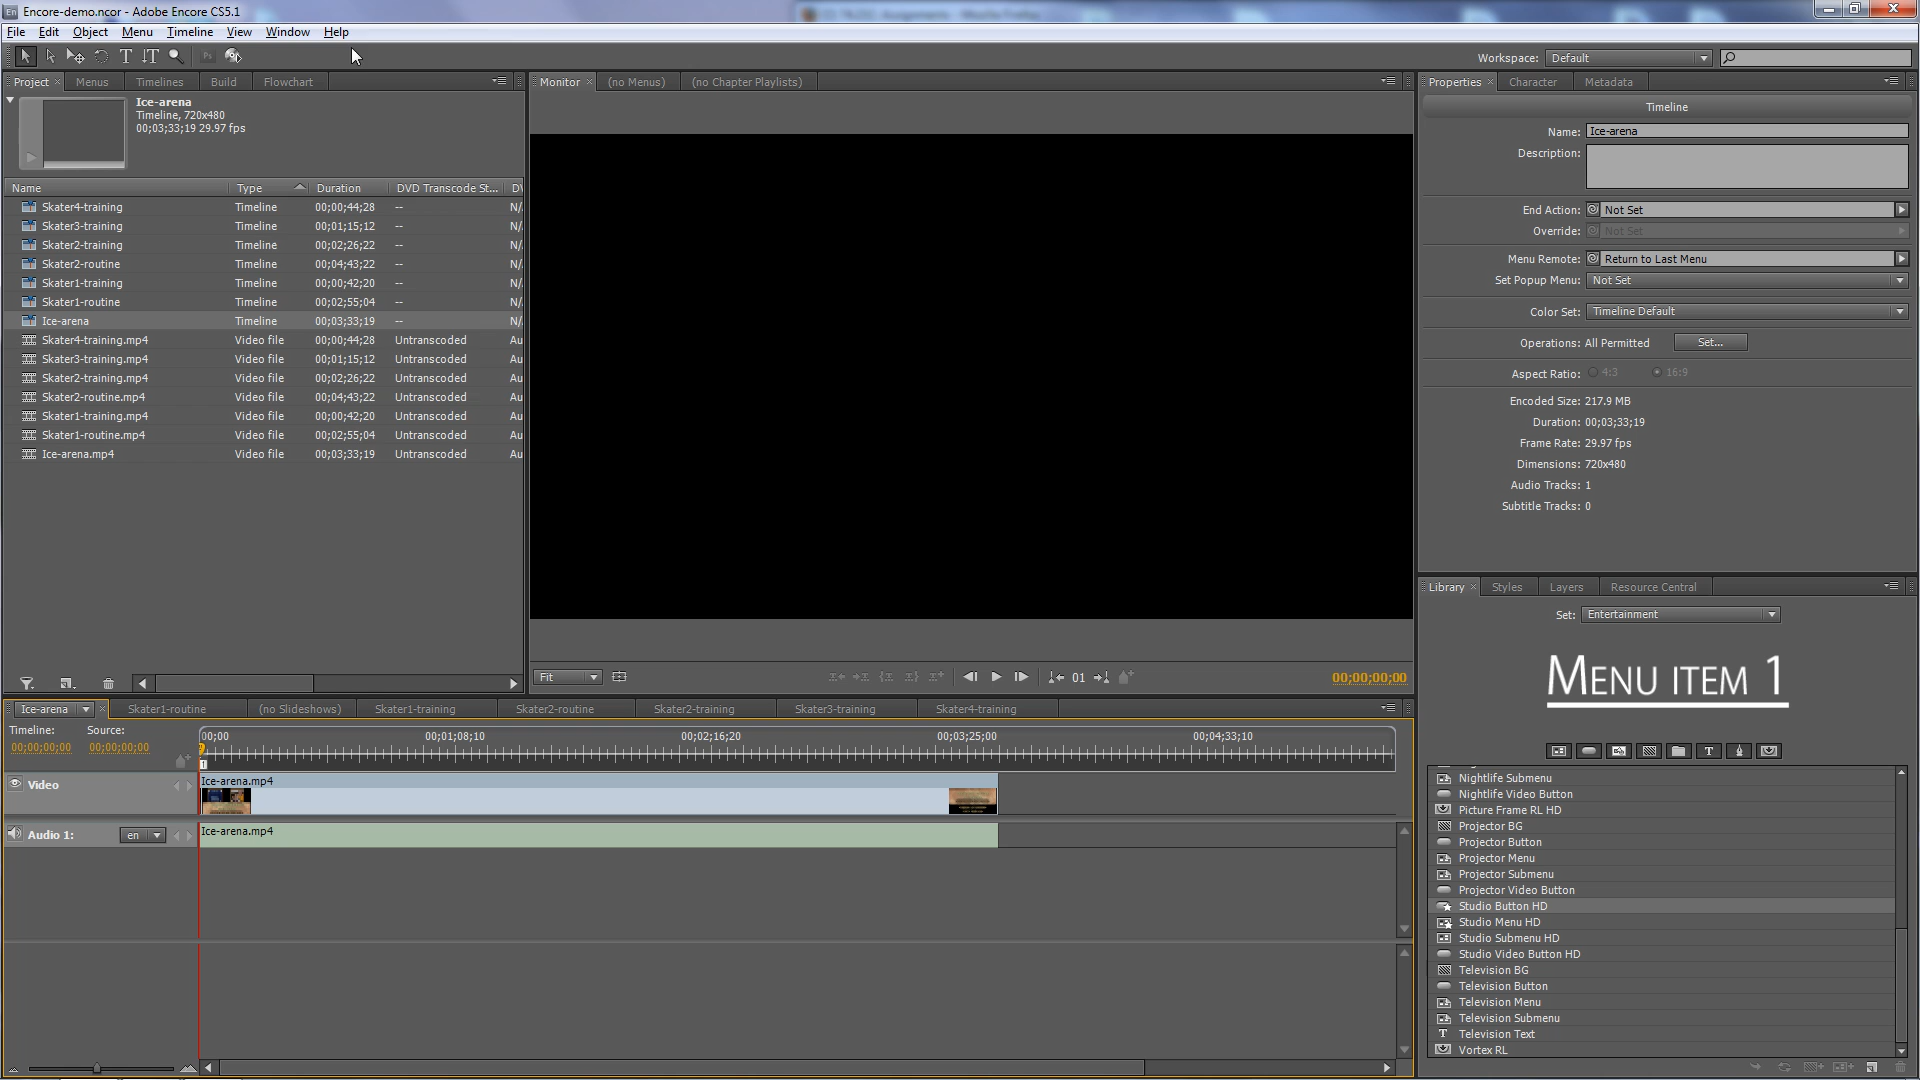 Encore-demo.ncor - Adobe Encore CS5.1
File Edit Object Menu Timeline View Window Help
Workspace: Default
Project Menus Timelines Build Flowchart
Ice-arena
Timeline, 720x480
00;03;33;19 29.97 fps
Name Type Duration DVD Transcode St... DV
Skater4-training Timeline 00;00;44;28 -- N/
Skater3-training Timeline 00;01;15;12 -- N/
Skater2-training Timeline 00;02;26;22 -- N/
Skater2-routine Timeline 00;04;43;22 -- N/
Skater1-training Timeline 00;00;42;20 -- N/
Skater1-routine Timeline 00;02;55;04 -- N/
Ice-arena Timeline 00;03;33;19 -- N/
Skater4-training.mp4 Video file 00;00;44;28 Untranscoded Au
Skater3-training.mp4 Video file 00;01;15;12 Untranscoded Au
Skater2-training.mp4 Video file 00;02;26;22 Untranscoded Au
Skater2-routine.mp4 Video file 00;04;43;22 Untranscoded Au
Skater1-training.mp4 Video file 00;00;42;20 Untranscoded Au
Skater1-routine.mp4 Video file 00;02;55;04 Untranscoded Au
Ice-arena.mp4 Video file 00;03;33;19 Untranscoded Au
Monitor (no Menus) (no Chapter Playlists)
Fit 01 00;00;00;00
Properties Character Metadata
Timeline
Name: Ice-arena
Description:
End Action: Not Set
Override: Not Set
Menu Remote: Return to Last Menu
Set Popup Menu: Not Set
Color Set: Timeline Default
Operations: All Permitted Set...
Aspect Ratio: 4:3 16:9
Encoded Size: 217.9 MB
Duration: 00;03;33;19
Frame Rate: 29.97 fps
Dimensions: 720x480
Audio Tracks: 1
Subtitle Tracks: 0
Library Styles Layers Resource Central
Set: Entertainment
MENU ITEM 1
Nightlife Submenu
Nightlife Video Button
Picture Frame RL HD
Projector BG
Projector Button
Projector Menu
Projector Submenu
Projector Video Button
Studio Button HD
Studio Menu HD
Studio Submenu HD
Studio Video Button HD
Television BG
Television Button
Television Menu
Television Submenu
Television Text
Vortex RL
Ice-arena Skater1-routine (no Slideshows) Skater1-training Skater2-routine Skater2-training Skater3-training Skater4-training
Timeline: Source:
00;00;00;00 00;00;00;00
00;00 00;01;08;10 00;02;16;20 00;03;25;00 00;04;33;10
Video Ice-arena.mp4
Audio 1: en Ice-arena.mp4